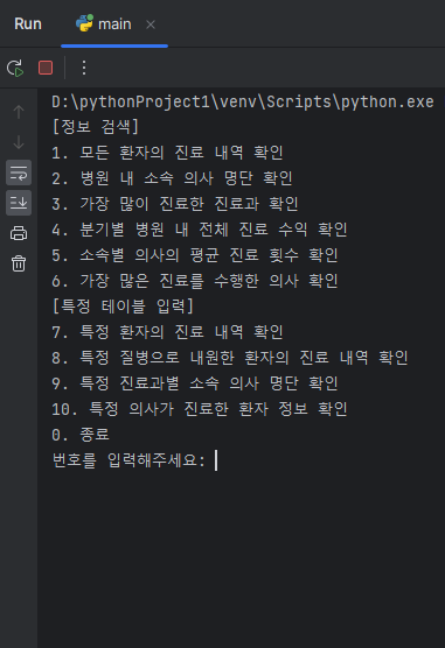 Run
main
D:\pythonProject1\venv\Scripts\python.exe
[정보 검색]
1. 모든 환자의 진료 내역 확인
2. 병원 내 소속 의사 명단 확인
3. 가장 많이 진료한 진료과 확인
4. 분기별 병원 내 전체 진료 수익 확인
5. 소속별 의사의 평균 진료 횟수 확인
6. 가장 많은 진료를 수행한 의사 확인
[특정 테이블 입력]
7. 특정 환자의 진료 내역 확인
8. 특정 질병으로 내원한 환자의 진료 내역 확인
9. 특정 진료과별 소속 의사 명단 확인
10. 특정 의사가 진료한 환자 정보 확인
0. 종료
번호를 입력해주세요: